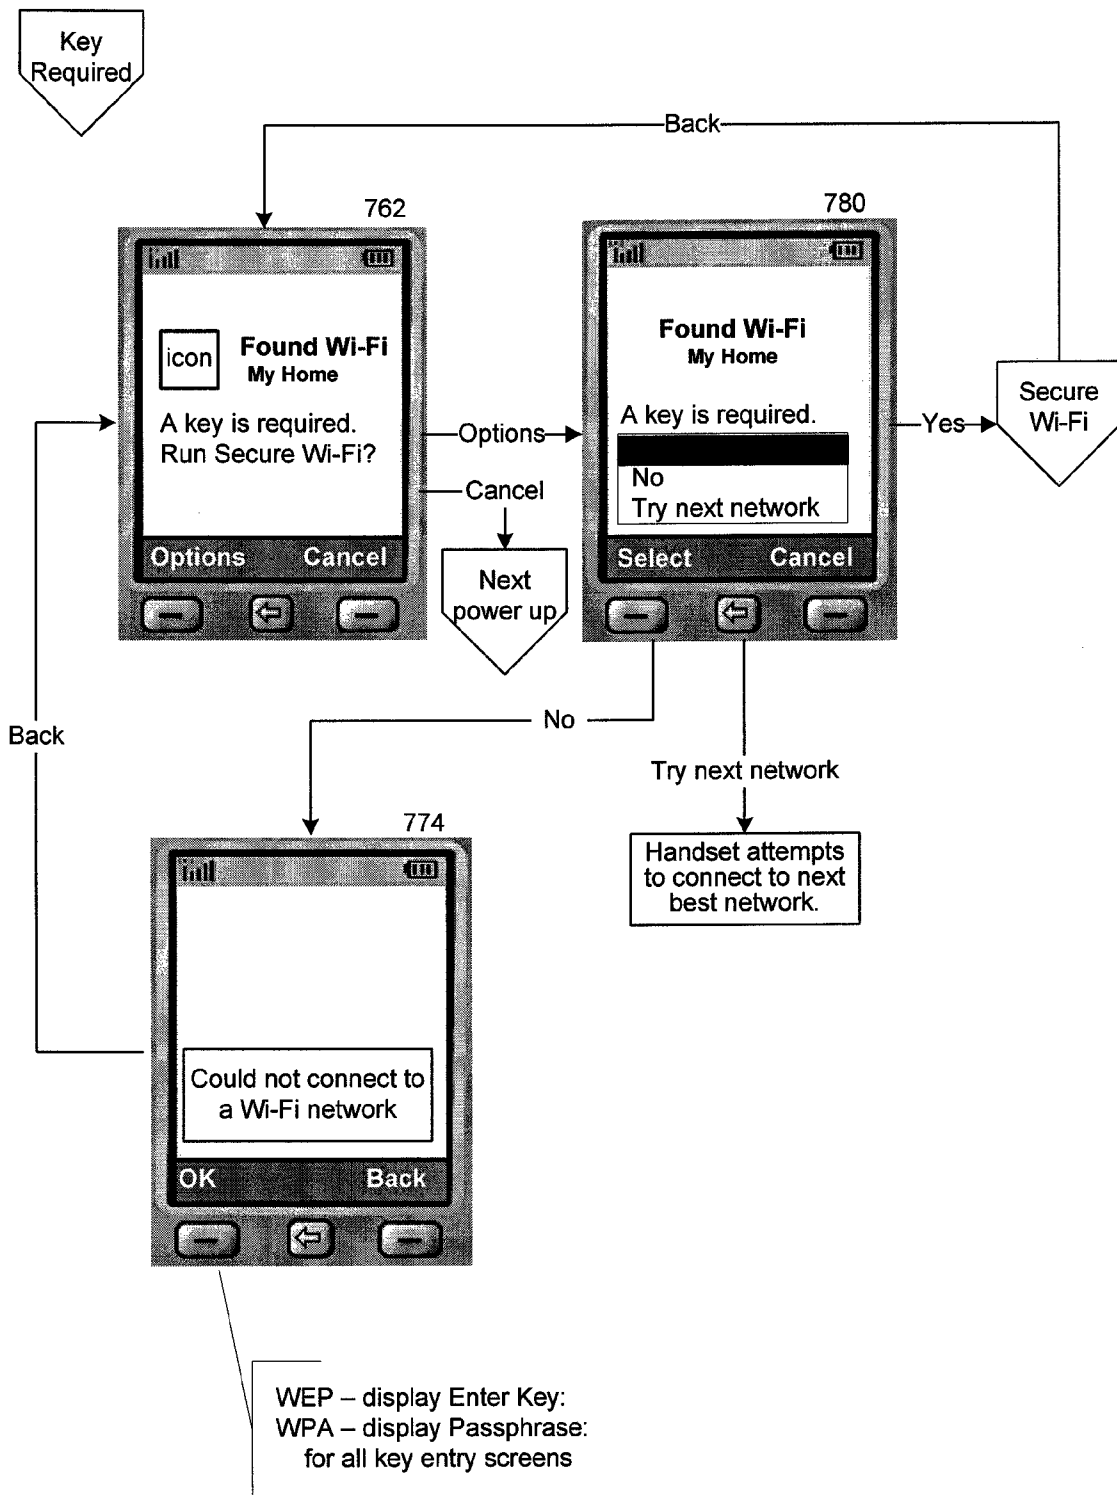 Key
Required
Back
762
780
icon
Found Wi-Fi
My Home
A key is required.
Run Secure Wi-Fi?
Options
Cancel
Options
Cancel
Next
power up
Found Wi-Fi
My Home
A key is required.
No
Try next network
Select
Cancel
Yes
Secure
Wi-Fi
No
Back
Try next network
Handset attempts
to connect to next
best network.
774
Could not connect to
a Wi-Fi network
OK
Back
WEP – display Enter Key:
WPA – display Passphrase:
for all key entry screens